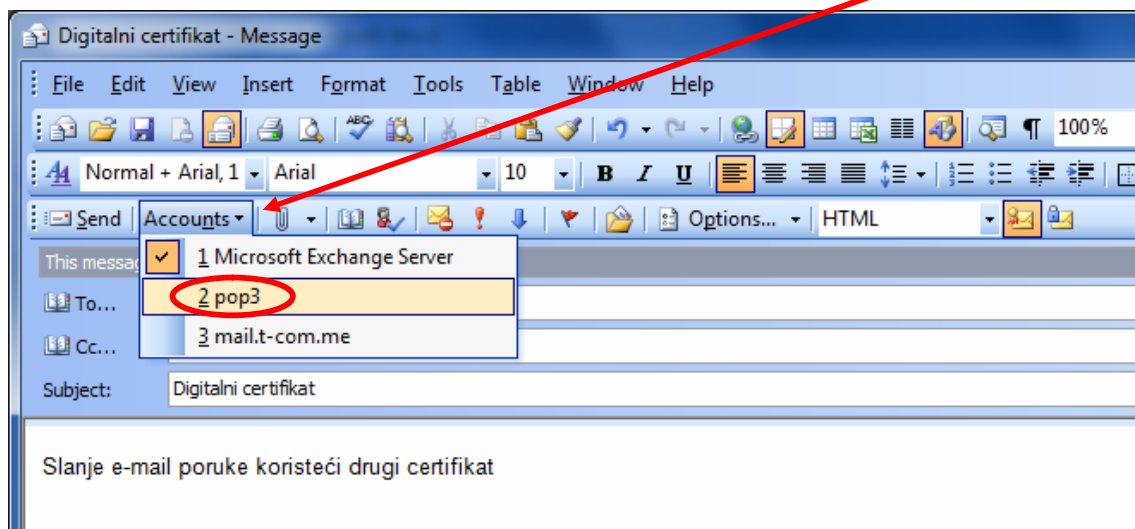 Digitalni certifikat - Message
File Edit View Insert Format Tools Table Window Help
ABC 100%
A4 Normal + Arial, 1 Arial 10 B I U
Send Accounts Options... HTML
This messag 1 Microsoft Exchange Server
To... 2 pop3
3 mail.t-com.me
Cc...
Subject: Digitalni certifikat
Slanje e-mail poruke koristeći drugi certifikat